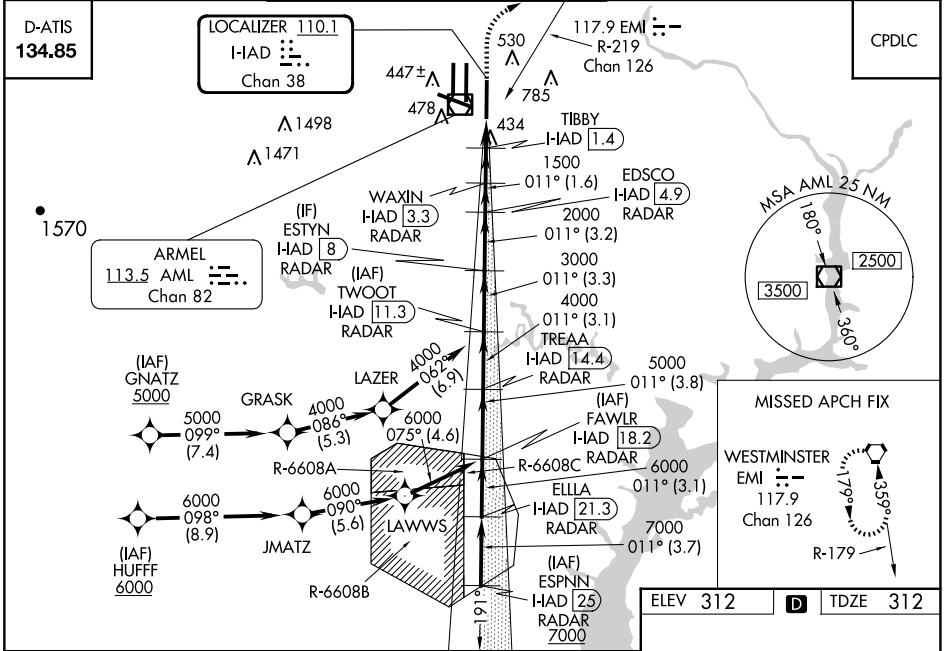 D-ATIS
134.85
LOCALIZER 110.1
I-IAD
Chan 38
117.9 EMI
R-219
Chan 126
CPDLC
530
785
447±
478
434
1498
1471
1570
TIBBY
I-IAD 1.4
1500
011° (1.6)
WAXIN
I-IAD 3.3
RADAR
EDSCO
I-IAD 4.9
RADAR
2000
011° (3.2)
(IF)
ESTYN
I-IAD 8
RADAR
3000
011° (3.3)
ARMEL
113.5 AML
Chan 82
(IAF)
TWOOT
I-IAD 11.3
RADAR
4000
011° (3.1)
TREAA
I-IAD 14.4
RADAR
5000
011° (3.8)
MSA AML 25 NM
180°
2500
3500
360°
(IAF)
GNATZ
5000
5000
099°
(7.4)
GRASK
4000
086°
(5.3)
LAZER
4000
062°
(6.9)
(IAF)
FAWLR
I-IAD 18.2
RADAR
6000
011° (3.1)
6000
075° (4.6)
R-6608A
R-6608C
6000
098°
(8.9)
(IAF)
HUFFF
6000
JMATZ
6000
090°
(5.6)
LAWWS
R-6608B
ELLLA
I-IAD 21.3
RADAR
7000
011° (3.7)
(IAF)
ESPNN
I-IAD 25
RADAR
7000
191°
MISSED APCH FIX
WESTMINSTER
EMI
117.9
Chan 126
179°
359°
R-179
ELEV 312
D
TDZE 312